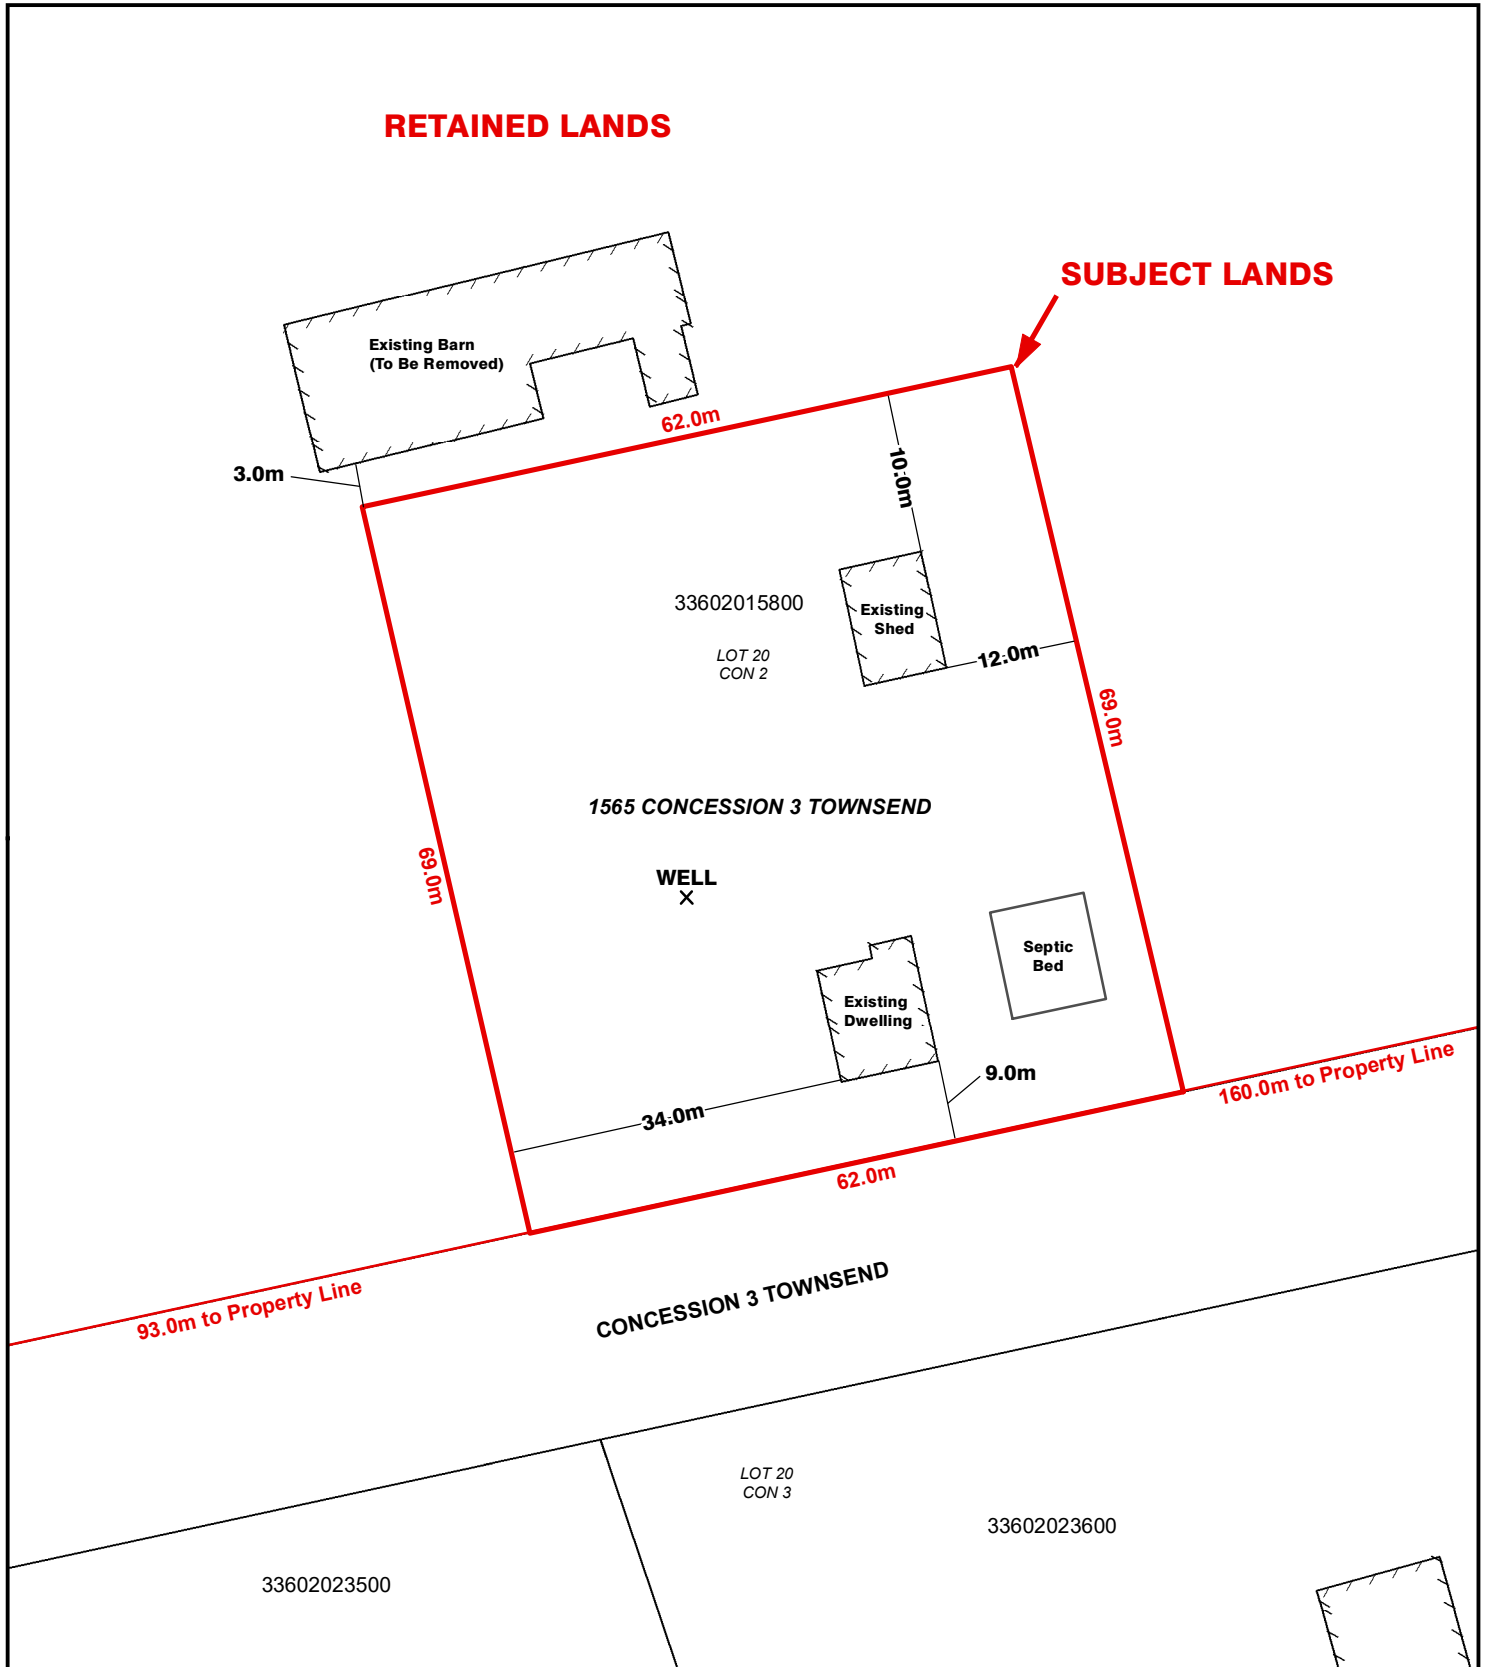 RETAINED LANDS
SUBJECT LANDS
Existing Barn
(To Be Removed)
62.0m
3.0m
10.0m
33602015800
Existing
Shed
LOT 20
CON 2
12.0m
69.0m
1565 CONCESSION 3 TOWNSEND
69.0m
WELL
Septic
Bed
Existing
Dwelling
9.0m
160.0m to Property Line
34.0m
62.0m
93.0m to Property Line
CONCESSION 3 TOWNSEND
LOT 20
CON 3
33602023600
33602023500